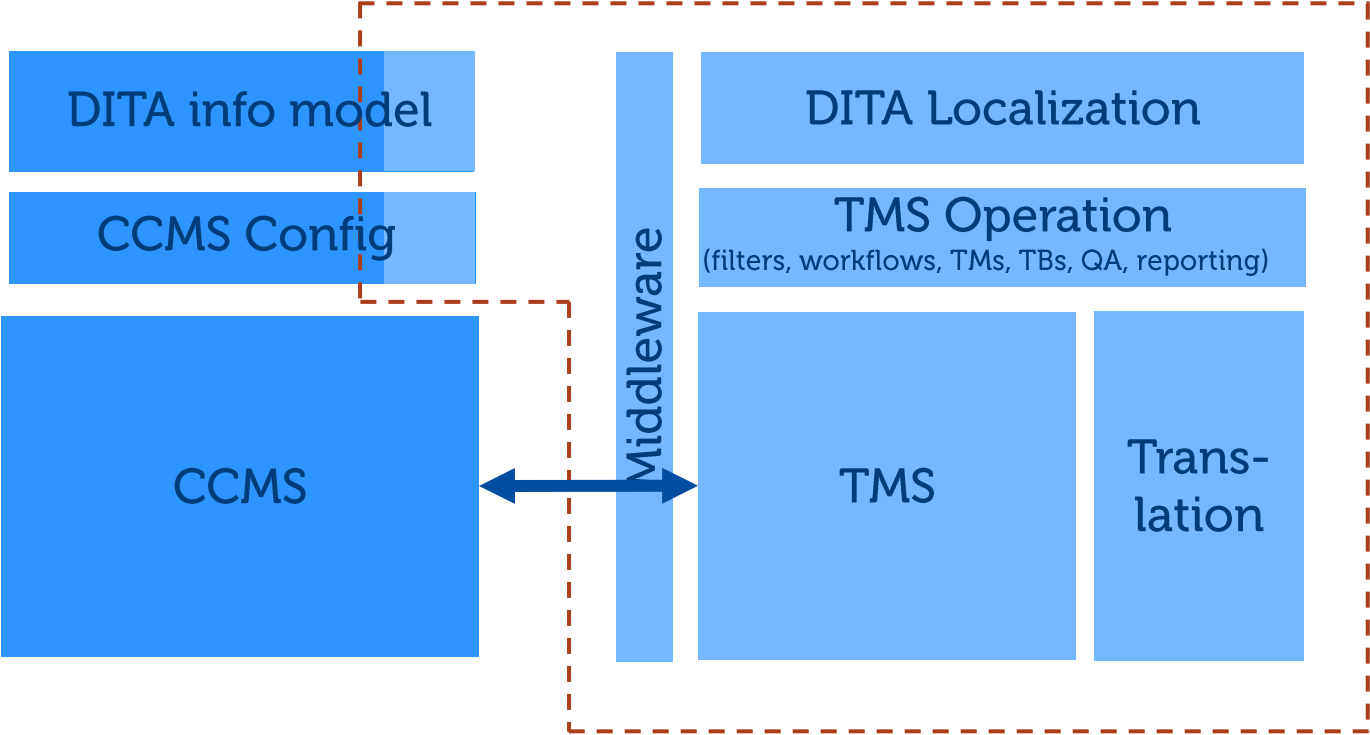 DITA info model
CCMS Config
CCMS
Middleware
DITA Localization
TMS Operation
(filters, workflows, TMs, TBs, QA, reporting)
TMS
Trans-
lation